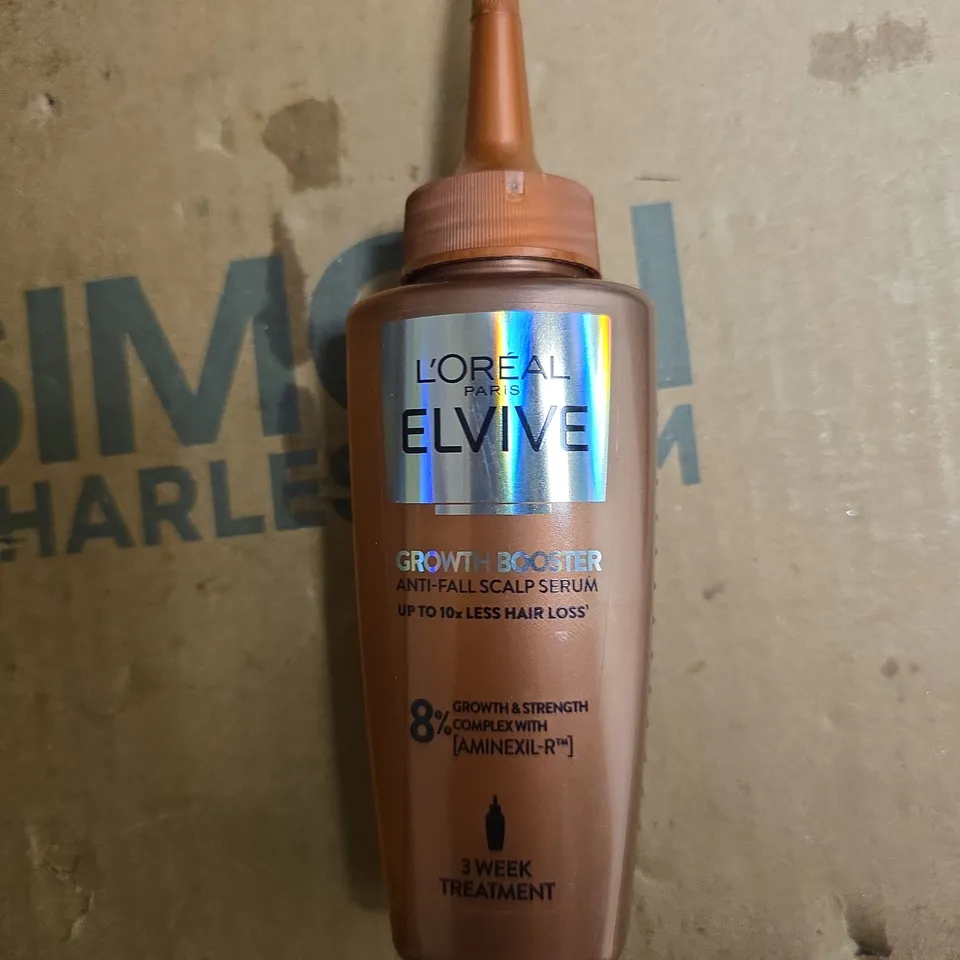 L'ORÉAL
PARIS
ELVIVE
GROWTH BOOSTER
ANTI-FALL SCALP SERUM
UP TO 10x LESS HAIR LOSS¹
8% GROWTH & STRENGTH
COMPLEX WITH
[AMINEXIL-R™]
3 WEEK
TREATMENT